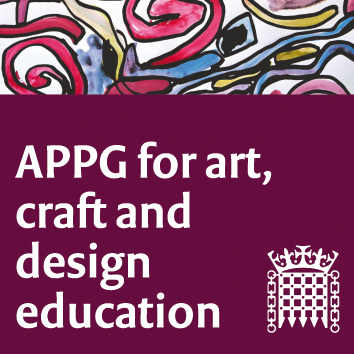 APPG for art,
craft and
design
education